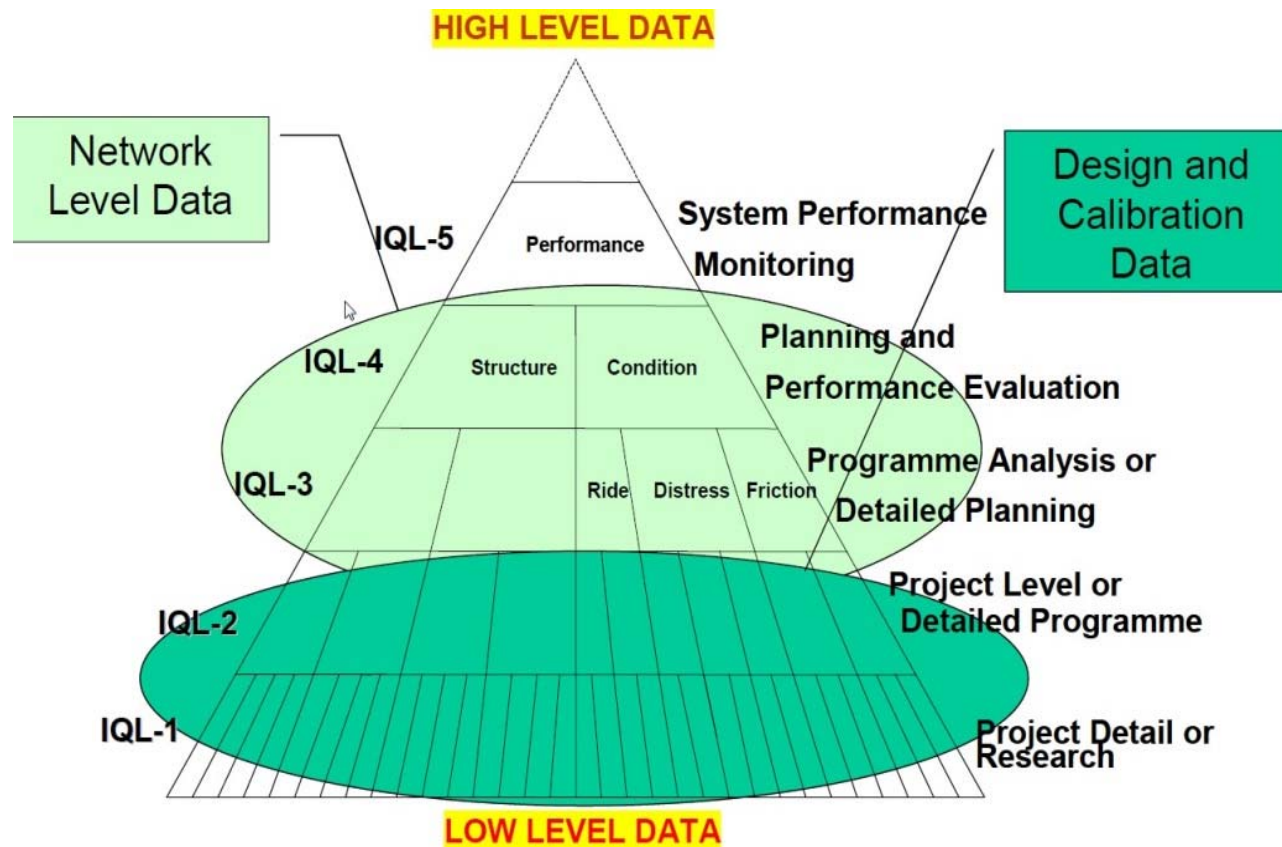 HIGH LEVEL DATA
Network
Level Data
Design and
Calibration
Data
IQL-5
Performance
System Performance
Monitoring
IQL-4
Structure
Condition
Planning and
Performance Evaluation
IQL-3
Ride
Distress
Friction
Programme Analysis or
Detailed Planning
IQL-2
Project Level or
Detailed Programme
IQL-1
Project Detail or
Research
LOW LEVEL DATA